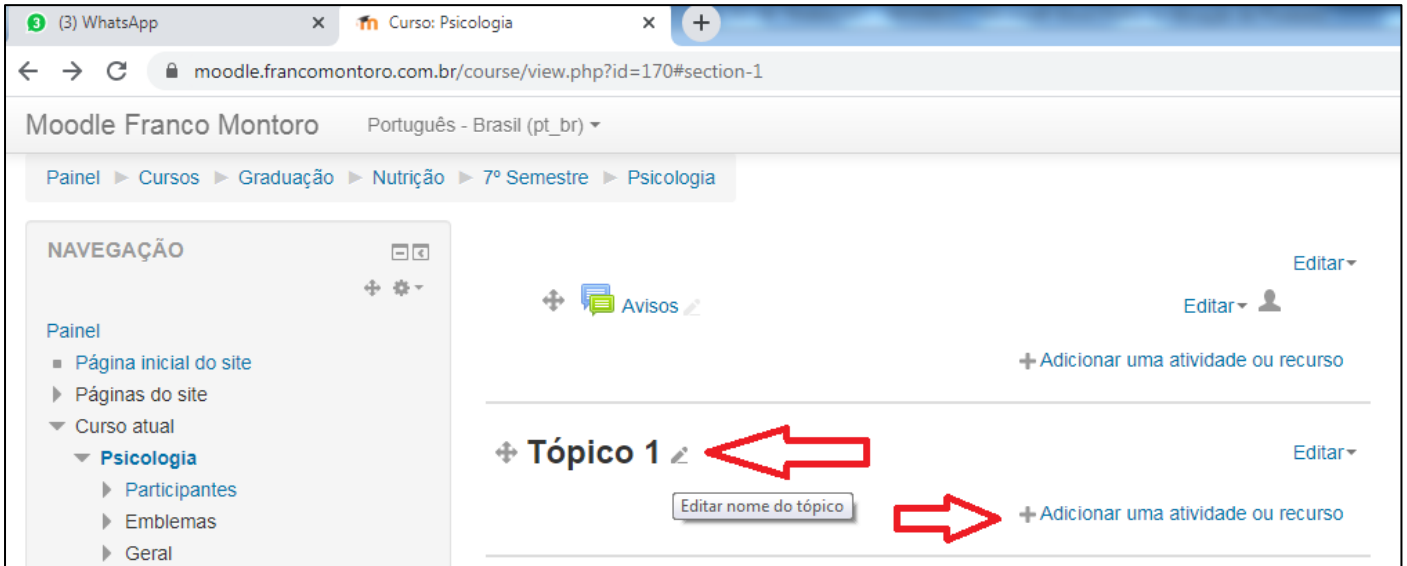 3 (3) WhatsApp × Curso: Psicologia × +
moodle.francomontoro.com.br/course/view.php?id=170#section-1
Moodle Franco Montoro Português - Brasil (pt_br)
Painel Cursos Graduação Nutrição 7º Semestre Psicologia
NAVEGAÇÃO
Painel
Página inicial do site
Páginas do site
Curso atual
Psicologia
Participantes
Emblemas
Geral
Editar
Avisos
Editar
Adicionar uma atividade ou recurso
Tópico 1
Editar
Editar nome do tópico
Adicionar uma atividade ou recurso